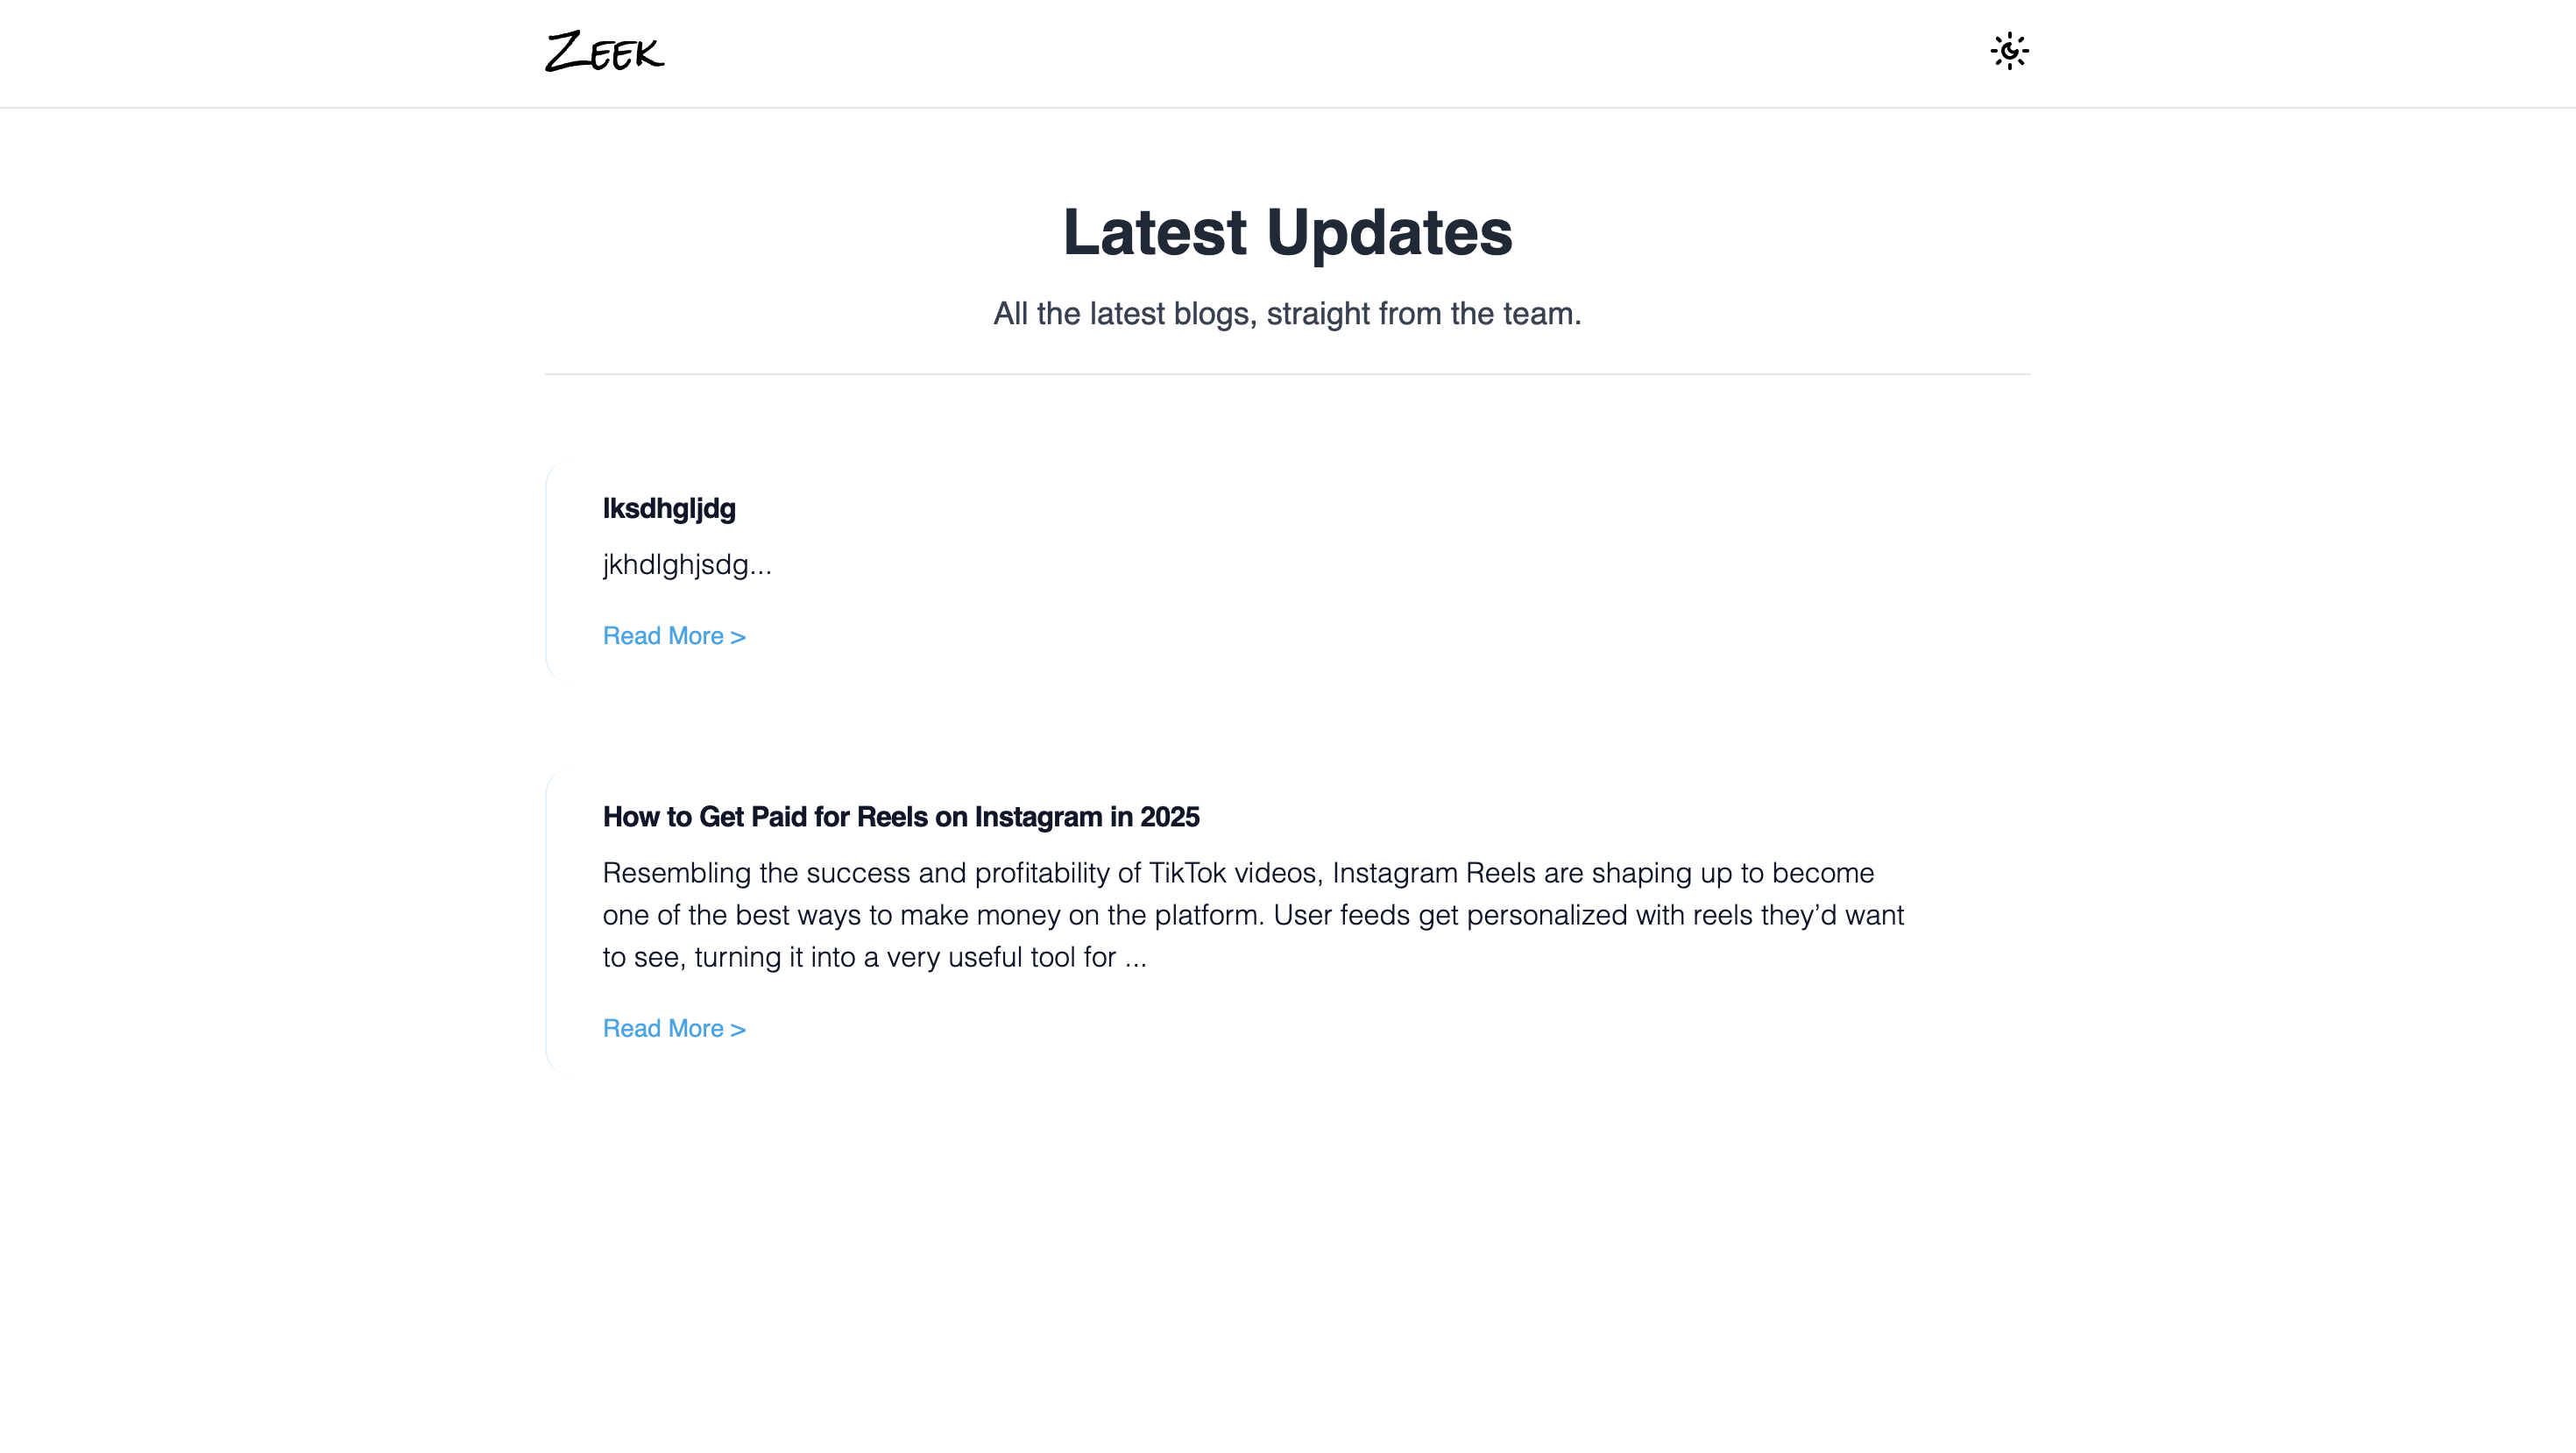 ZEEK
Latest Updates
All the latest blogs, straight from the team.
lksdhgljdg
jkhdlghjsdg...
Read More >
How to Get Paid for Reels on Instagram in 2025
Resembling the success and profitability of TikTok videos, Instagram Reels are shaping up to become
one of the best ways to make money on the platform. User feeds get personalized with reels they’d want
to see, turning it into a very useful tool for ...
Read More >